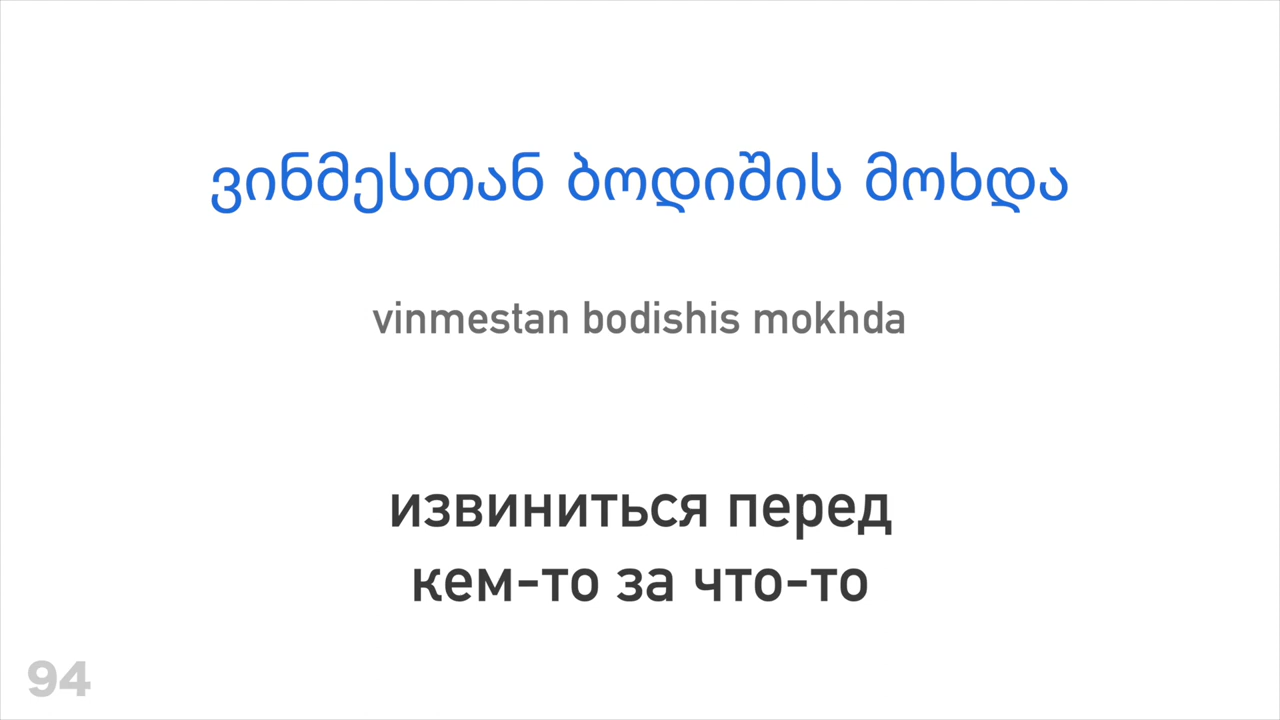 ვინმესთან ბოდიშის მოხდა
vinmestan bodishis mokhda
извиниться перед
кем-то за что-то
94